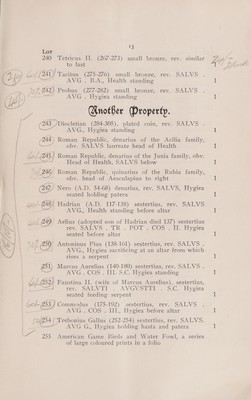 13
Lot
240 Tetricus II. (267-273) small bronze, rev. similar
to last 1
241 Tacitus (275-276) small bronze, rev. SALVS .
AVG . B.A., Health standing 1
242 Probus (277-282) small bronze, rev. SALVS .
AVG . Hygiea standing 1
Another Property.
243 Diocletian (284-305), plated coin, rev. SALVS .
AVG., Hygiea standing 1
244 Roman Republic, denarius of the Acilia family,
obv. SALVS laureate head of Health 1
245 Roman Republic, denarius of the Junia family, obv.
Head of Health, SALVS below 1
246 Roman Republic, quinarius of the Rubia family,
obv. head of Aesculapius to right 1
247 Nero (A.D. 54-68) denarius, rev. SALVS, Hygiea
seated holding patera 1
248 Hadrian (A.D. 117-138) sestertius, rev. SALVS
AVG., Health standing before altar 1
249 Aelius (adopted son of Hadrian died 137) sestertius
rev. SALVS . TR . POT . COS . II. Hygiea
seated before altar 1
250 Antoninus Pius (138-161) sestertius, rev. SALVS .
AVG., Hygiea sacrificing at an altar from which
rises a serpent 1
251 Marcus Aurelius (140-180) sestertius, rev. SALVS .
AVG . COS . III. S.C. Hygiea standing 1
252 Faustina II. (wife of Marcus Aurelius), sestertius,
rev. SALVTI . AVGVSTTI . S.C. Hygiea
seated feeding serpent 1
253 Commodus (175-192) sestertius, rev. SALVS .
AVG . COS . III., Hygiea before altar 1
254 Trebonius Gallus (252-254) sestertius, rev. SALVS,
AVG G., Hygiea holding hasta and patera 1
255 American Game Birds and Water Fowl, a series
of large coloured prints in a folio